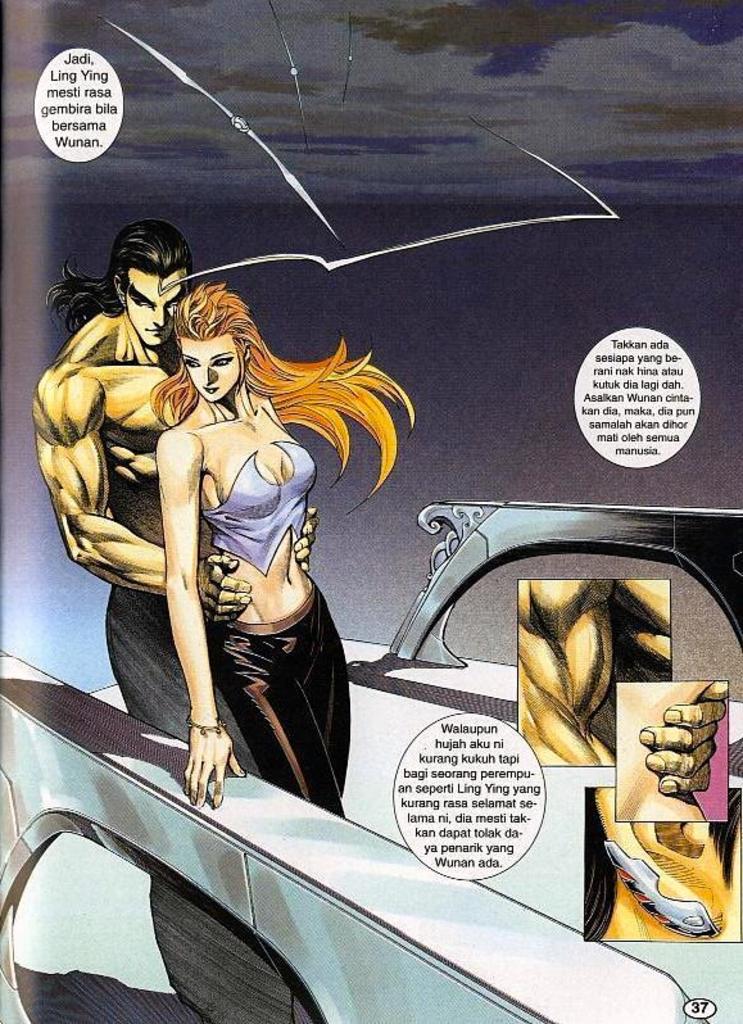 Jadi,
Ling Ying
mesti rasa
gembira bila
bersama
Wunan.
Takkan ada
sesiapa yang be-
rani nak hina atau
kutuk dia lagi dah.
Asalkan Wunan cinta-
kan dia, maka, dia pun
samalah akan dihor
mati oleh semua
manusia.
Walaupun
hujah aku ni
kurang kukuh tapi
bagi seorang perempu-
an seperti Ling Ying yang
kurang rasa selamat se-
lama ni, dia mesti tak-
kan dapat tolak da-
ya penarik yang
Wunan ada.
37